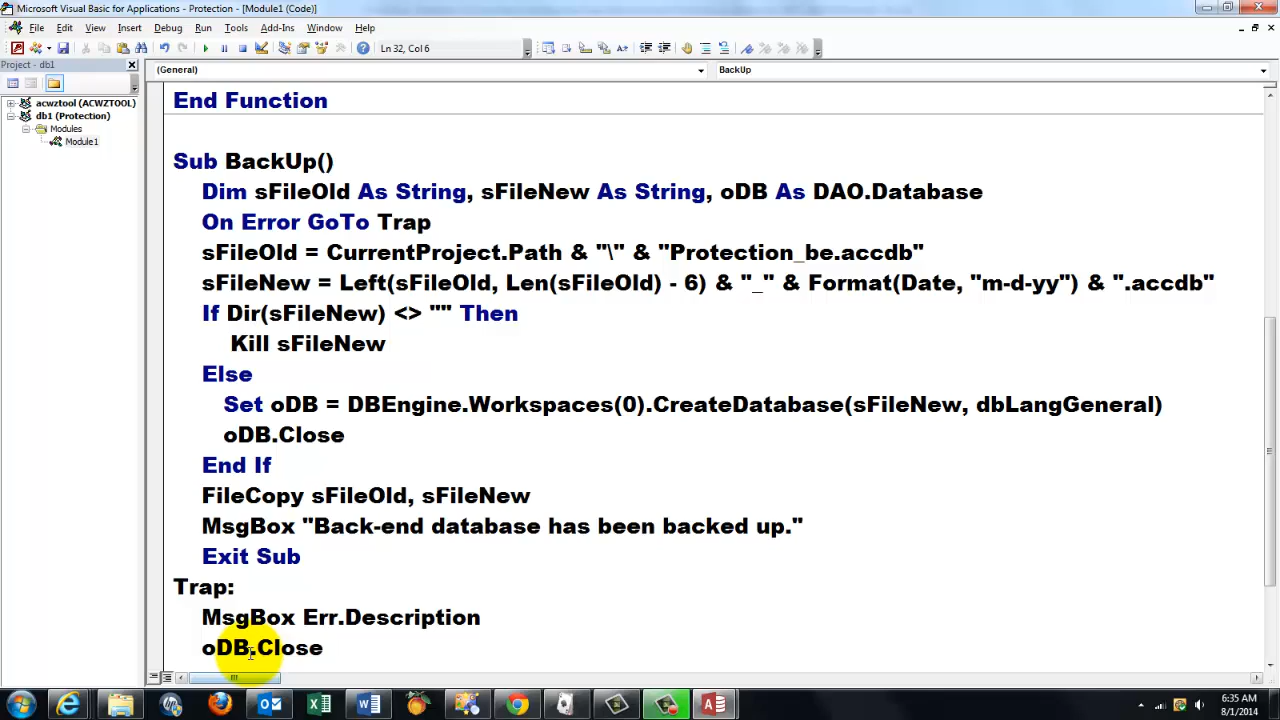 Microsoft Visual Basic for Applications - Protection - [Module1 (Code)]
File Edit View Insert Debug Run Tools Add-Ins Window Help
Ln 32, Col 6
Project - db1
(General)
BackUp
acwztool (ACWZTOOL)
db1 (Protection)
Modules
Module1
End Function
Sub BackUp()
Dim sFileOld As String, sFileNew As String, oDB As DAO.Database
On Error GoTo Trap
sFileOld = CurrentProject.Path & "\" & "Protection_be.accdb"
sFileNew = Left(sFileOld, Len(sFileOld) - 6) & "_" & Format(Date, "m-d-yy") & ".accdb"
If Dir(sFileNew) <> "" Then
Kill sFileNew
Else
Set oDB = DBEngine.Workspaces(0).CreateDatabase(sFileNew, dbLangGeneral)
oDB.Close
End If
FileCopy sFileOld, sFileNew
MsgBox "Back-end database has been backed up."
Exit Sub
Trap:
MsgBox Err.Description
oDB.Close
6:35 AM
8/1/2014